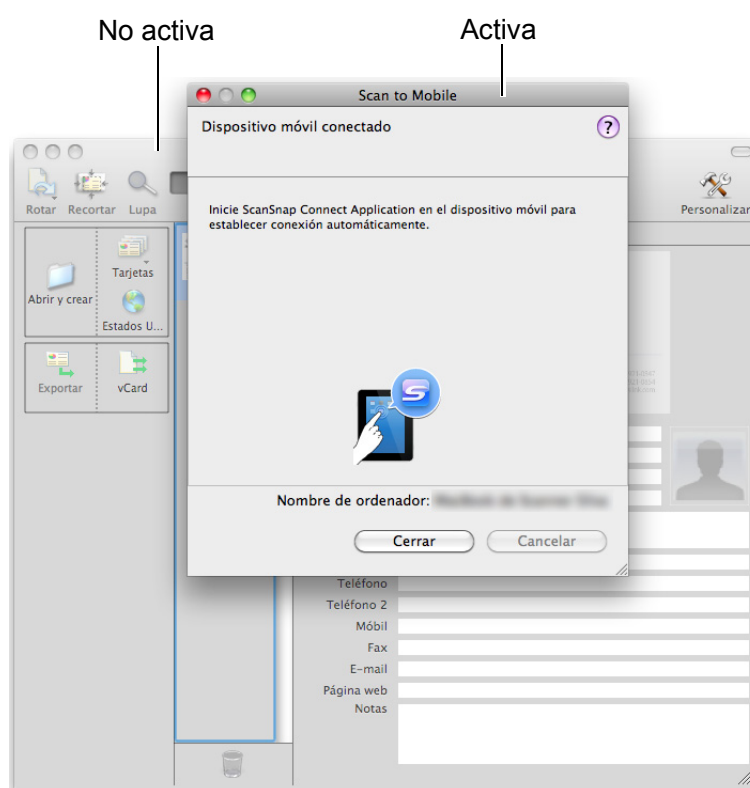 No activa
Activa
Scan to Mobile
Dispositivo móvil conectado
?
Inicie ScanSnap Connect Application en el dispositivo móvil para
establecer conexión automáticamente.
S
Nombre de ordenador:
Cerrar
Cancelar
Rotar
Recortar
Lupa
Personalizar
Abrir y crear
Tarjetas
Estados U...
Exportar
vCard
Teléfono
Teléfono 2
Móbil
Fax
E-mail
Página web
Notas